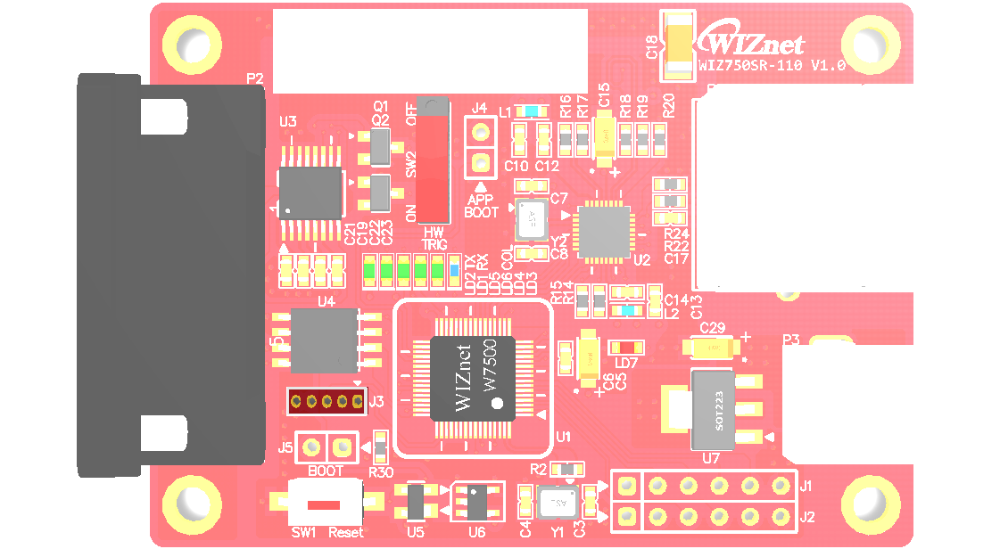 WIZnet
WIZ750SR-110 V1.0
C18
P2
U3
Q1
Q2
OFF
SW2
ON
J4
L1
R16
R17
C15
R18
R19
R20
C10
C12
APP
BOOT
HW
TRIG
C7
Y2
C8
U2
R24
R22
C17
1
C21
C19
C22
C23
LD2 TX
LD1 RX
LD5
LD6 COL
LD4
LD3
R15
R14
C14
L2
C13
U4
C29
P3
LD7
C6
C5
WIZnet
W7500
SOT223
J3
U1
U7
J5
BOOT
R30
R2
J1
J2
SW1
Reset
U5
U6
C4
Y1
C3